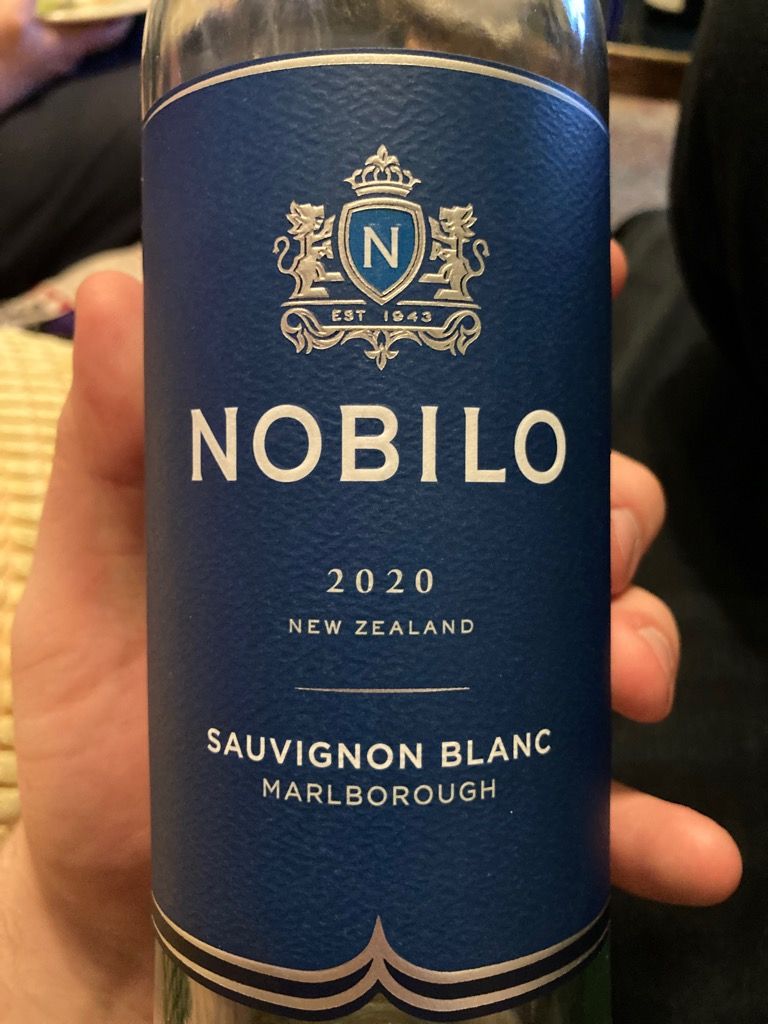 N
EST 1943
NOBILO
2020
NEW ZEALAND
SAUVIGNON BLANC
MARLBOROUGH